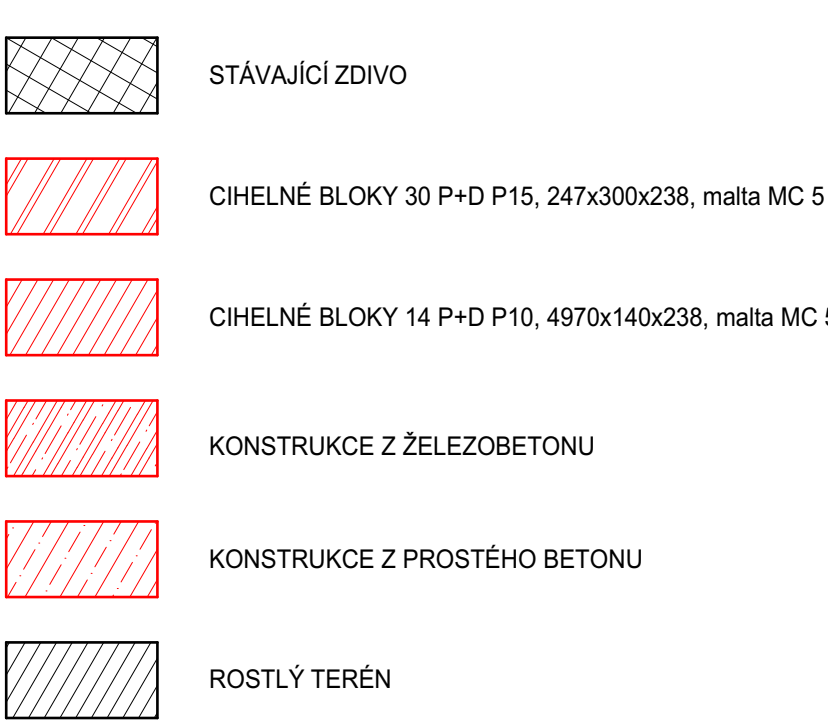 STÁVAJÍCÍ ZDIVO
CIHELNÉ BLOKY 30 P+D P15, 247x300x238, malta MC 5
CIHELNÉ BLOKY 14 P+D P10, 4970x140x238, malta MC 5
KONSTRUKCE Z ŽELEZOBETONU
KONSTRUKCE Z PROSTÉHO BETONU
ROSTLÝ TERÉN